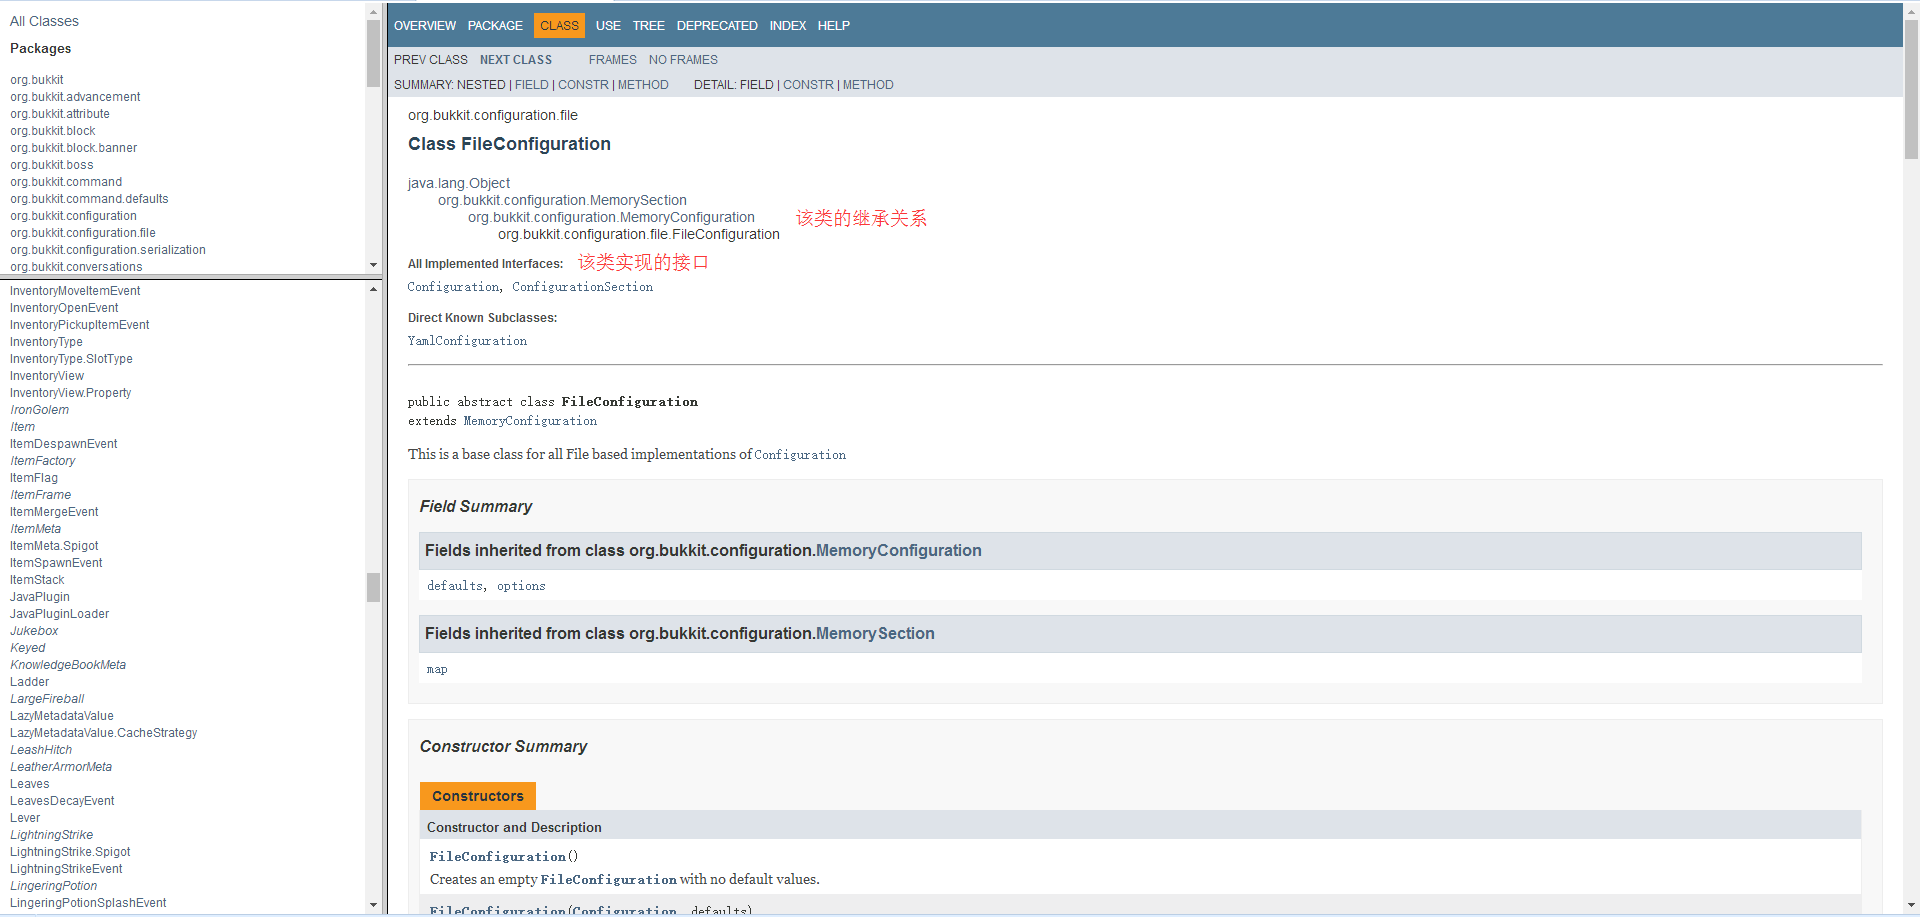 All Classes
Packages
org.bukkit
org.bukkit.advancement
org.bukkit.attribute
org.bukkit.block
org.bukkit.block.banner
org.bukkit.boss
org.bukkit.command
org.bukkit.command.defaults
org.bukkit.configuration
org.bukkit.configuration.file
org.bukkit.configuration.serialization
org.bukkit.conversations
InventoryMoveItemEvent
InventoryOpenEvent
InventoryPickupItemEvent
InventoryType
InventoryType.SlotType
InventoryView
InventoryView.Property
IronGolem
Item
ItemDespawnEvent
ItemFactory
ItemFlag
ItemFrame
ItemMergeEvent
ItemMeta
ItemMeta.Spigot
ItemSpawnEvent
ItemStack
JavaPlugin
JavaPluginLoader
Jukebox
Keyed
KnowledgeBookMeta
Ladder
LargeFireball
LazyMetadataValue
LazyMetadataValue.CacheStrategy
LeashHitch
LeatherArmorMeta
Leaves
LeavesDecayEvent
Lever
LightningStrike
LightningStrike.Spigot
LightningStrikeEvent
LingeringPotion
LingeringPotionSplashEvent
OVERVIEW PACKAGE CLASS USE TREE DEPRECATED INDEX HELP
PREV CLASS NEXT CLASS FRAMES NO FRAMES
SUMMARY: NESTED | FIELD | CONSTR | METHOD DETAIL: FIELD | CONSTR | METHOD
org.bukkit.configuration.file
Class FileConfiguration
java.lang.Object
org.bukkit.configuration.MemorySection
org.bukkit.configuration.MemoryConfiguration 该类的继承关系
org.bukkit.configuration.file.FileConfiguration
All Implemented Interfaces: 该类实现的接口
Configuration, ConfigurationSection
Direct Known Subclasses:
YamlConfiguration
public abstract class FileConfiguration
extends MemoryConfiguration
This is a base class for all File based implementations of Configuration
Field Summary
Fields inherited from class org.bukkit.configuration.MemoryConfiguration
defaults, options
Fields inherited from class org.bukkit.configuration.MemorySection
map
Constructor Summary
Constructors
Constructor and Description
FileConfiguration()
Creates an empty FileConfiguration with no default values.
FileConfiguration(Configuration defaults)